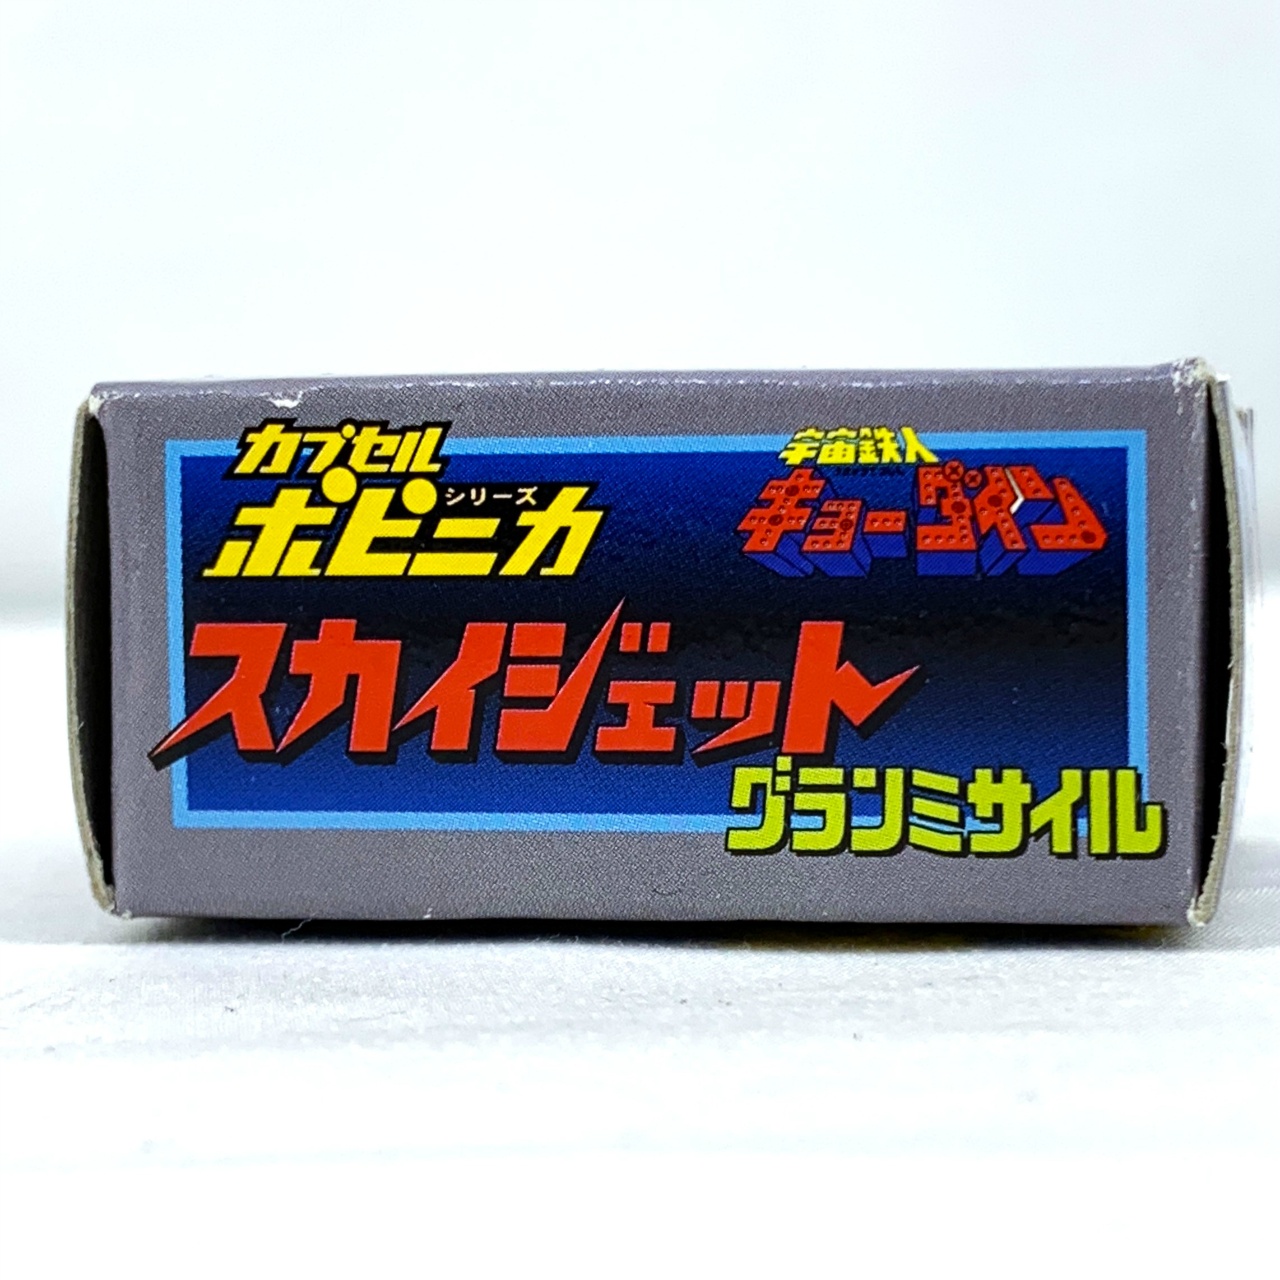 カプセル
ポピニカ
シリーズ
宇宙鉄人
キョーダイン
スカイジェット
グランミサイル